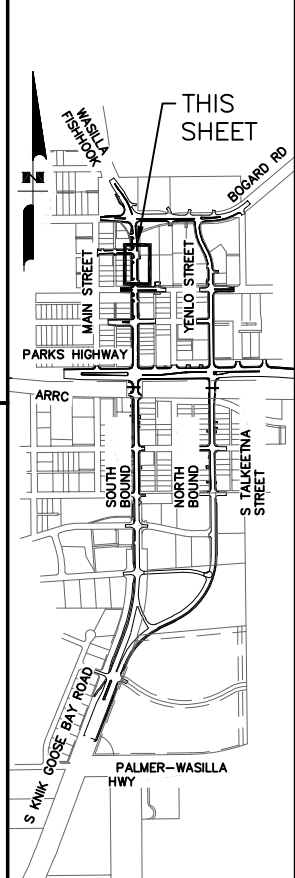 THIS
SHEET
WASILLA
FISHHOOK
N
BOGARD RD
MAIN STREET
YENLO STREET
PARKS HIGHWAY
ARRC
SOUTH
BOUND
NORTH
BOUND
S TALKEETNA
STREET
S KNIK GOOSE BAY ROAD
PALMER-WASILLA
HWY